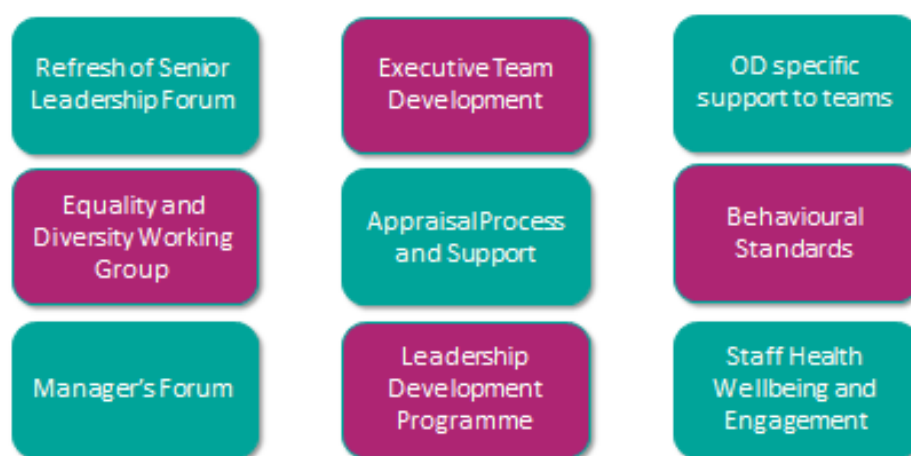 Refresh of Senior
Leadership Forum
Executive Team
Development
OD specific
support to teams
Equality and
Diversity Working
Group
Appraisal Process
and Support
Behavioural
Standards
Manager's Forum
Leadership
Development
Programme
Staff Health
Wellbeing and
Engagement